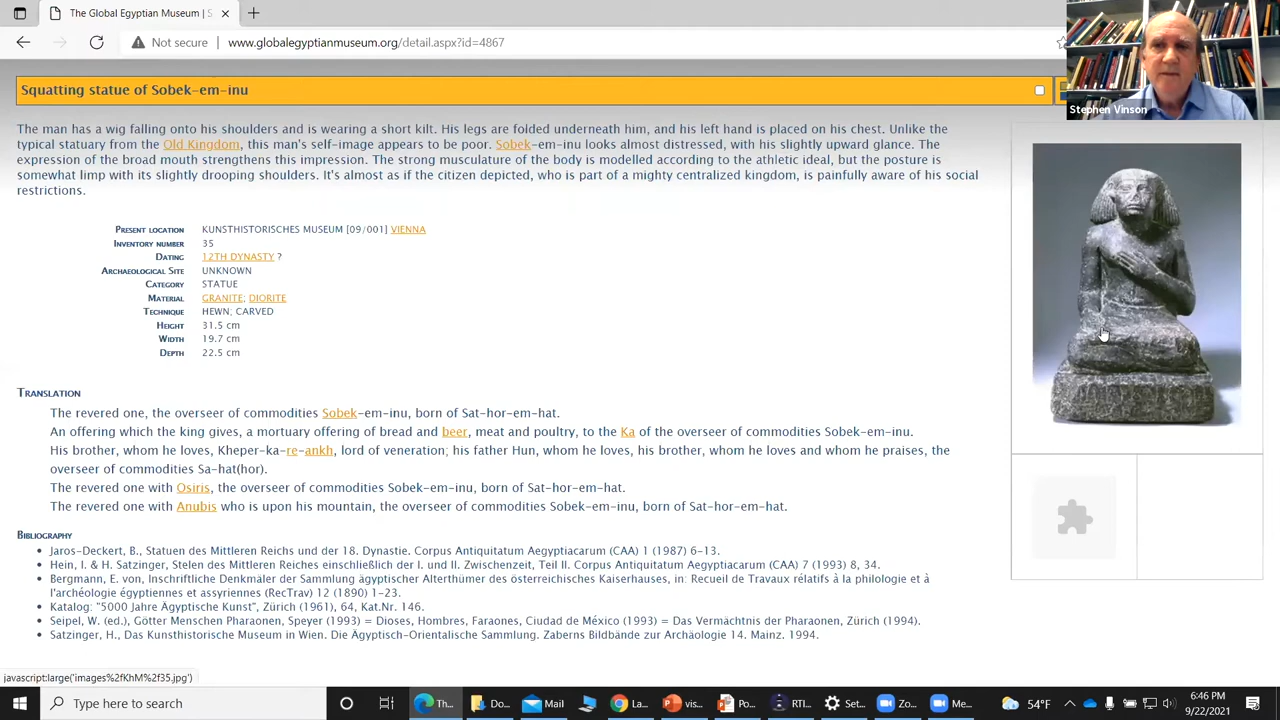 The Global Egyptian Museum | S
Not secure
www.globalegyptianmuseum.org/detail.aspx?id=4867
Stephen Vinson
Squatting statue of Sobek-em-inu
The man has a wig falling onto his shoulders and is wearing a short kilt. His legs are folded underneath him, and his left hand is placed on his chest. Unlike the
typical statuary from the Old Kingdom, this man's self-image appears to be poor. Sobek-em-inu looks almost distressed, with his slightly upward glance. The
expression of the broad mouth strengthens this impression. The strong musculature of the body is modelled according to the athletic ideal, but the posture is
somewhat limp with its slightly drooping shoulders. It's almost as if the citizen depicted, who is part of a mighty centralized kingdom, is painfully aware of his social
restrictions.
Present location KUNSTHISTORISCHES MUSEUM [09/001] VIENNA
Inventory number 35
Dating 12TH DYNASTY ?
Archaeological Site UNKNOWN
Category STATUE
Material GRANITE; DIORITE
Technique HEWN; CARVED
Height 31.5 cm
Width 19.7 cm
Depth 22.5 cm
Translation
The revered one, the overseer of commodities Sobek-em-inu, born of Sat-hor-em-hat.
An offering which the king gives, a mortuary offering of bread and beer, meat and poultry, to the Ka of the overseer of commodities Sobek-em-inu.
His brother, whom he loves, Kheper-ka-re-ankh, lord of veneration; his father Hun, whom he loves, his brother, whom he loves and whom he praises, the
overseer of commodities Sa-hat(hor).
The revered one with Osiris, the overseer of commodities Sobek-em-inu, born of Sat-hor-em-hat.
The revered one with Anubis who is upon his mountain, the overseer of commodities Sobek-em-inu, born of Sat-hor-em-hat.
Bibliography
Jaros-Deckert, B., Statuen des Mittleren Reichs und der 18. Dynastie. Corpus Antiquitatum Aegyptiacarum (CAA) 1 (1987) 6-13.
Hein, I. & H. Satzinger, Stelen des Mittleren Reiches einschließlich der I. und II. Zwischenzeit, Teil II. Corpus Antiquitatum Aegyptiacarum (CAA) 7 (1993) 8, 34.
Bergmann, E. von, Inschriftliche Denkmäler der Sammlung ägyptischer Alterthümer des österreichischen Kaiserhauses, in: Recueil de Travaux rélatifs à la philologie et à
l'archéologie égyptiennes et assyriennes (RecTrav) 12 (1890) 1-23.
Katalog: "5000 Jahre Ägyptische Kunst", Zürich (1961), 64, Kat.Nr. 146.
Seipel, W. (ed.), Götter Menschen Pharaonen, Speyer (1993) = Dioses, Hombres, Faraones, Ciudad de México (1993) = Das Vermächtnis der Pharaonen, Zürich (1994).
Satzinger, H., Das Kunsthistorische Museum in Wien. Die Ägyptisch-Orientalische Sammlung. Zaberns Bildbände zur Archäologie 14. Mainz. 1994.
javascript:large('images%2fKhM%2f35.jpg')
Type here to search
Th...
Do...
Mail
La...
vis...
Po...
RTI...
Set...
Zo...
Me...
54°F
6:46 PM
9/22/2021